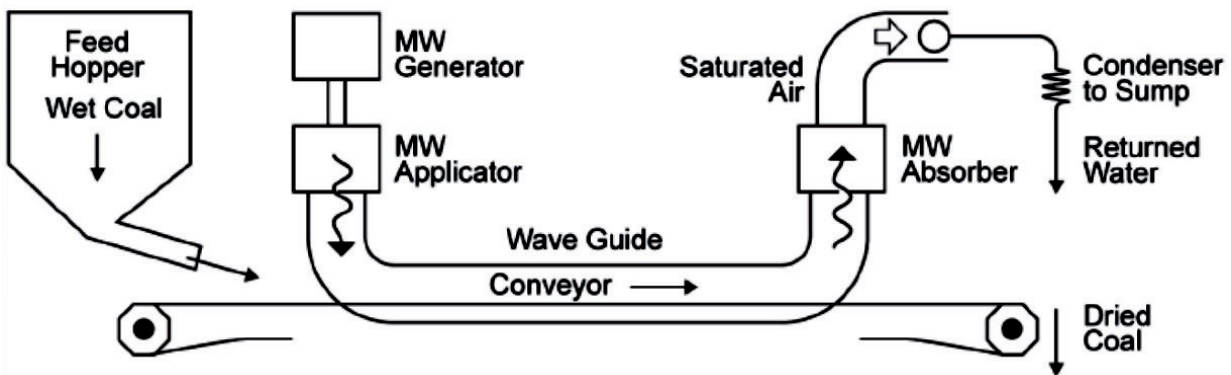 Feed
Hopper
Wet Coal
MW
Generator
MW
Applicator
Saturated
Air
MW
Absorber
Condenser
to Sump
Returned
Water
Wave Guide
Conveyor
Dried
Coal